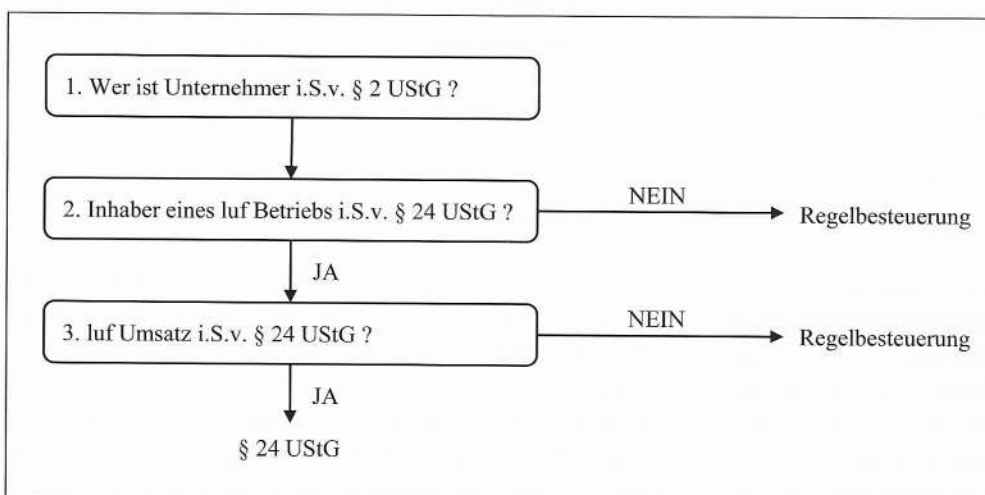 1. Wer ist Unternehmer i.S.v. § 2 UStG ?
2. Inhaber eines luf Betriebs i.S.v. § 24 UStG ?
NEIN
Regelbesteuerung
JA
3. luf Umsatz i.S.v. § 24 UStG ?
NEIN
Regelbesteuerung
JA
§ 24 UStG